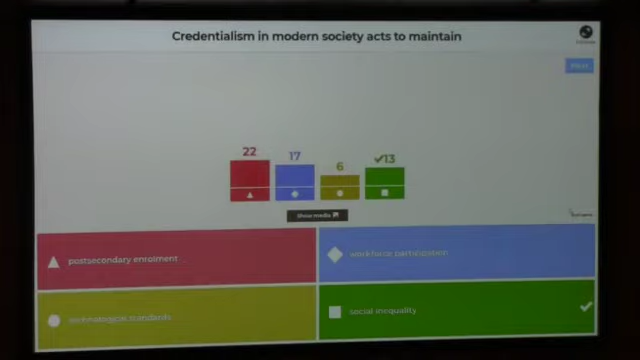 Credentialism in modern society acts to maintain
22
17
6
13
Show media
postsecondary enrolment
workforce participation
technological standards
social inequality